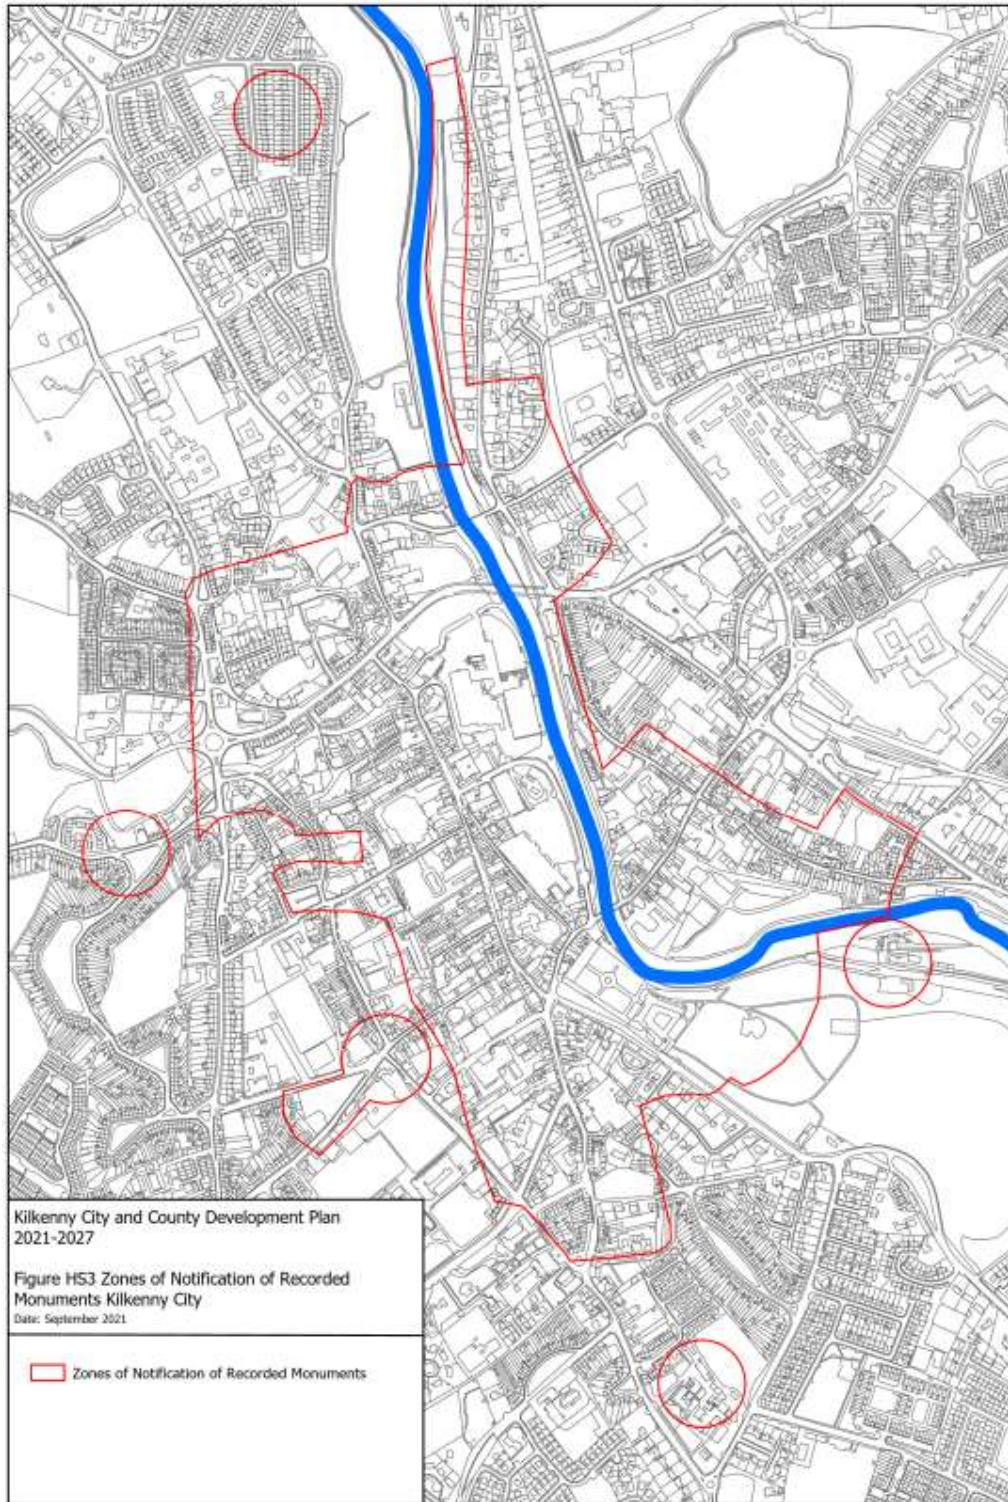 Kilkenny City and County Development Plan
2021-2027
Figure HS3 Zones of Notification of Recorded
Monuments Kilkenny City
Date: September 2021
Zones of Notification of Recorded Monuments